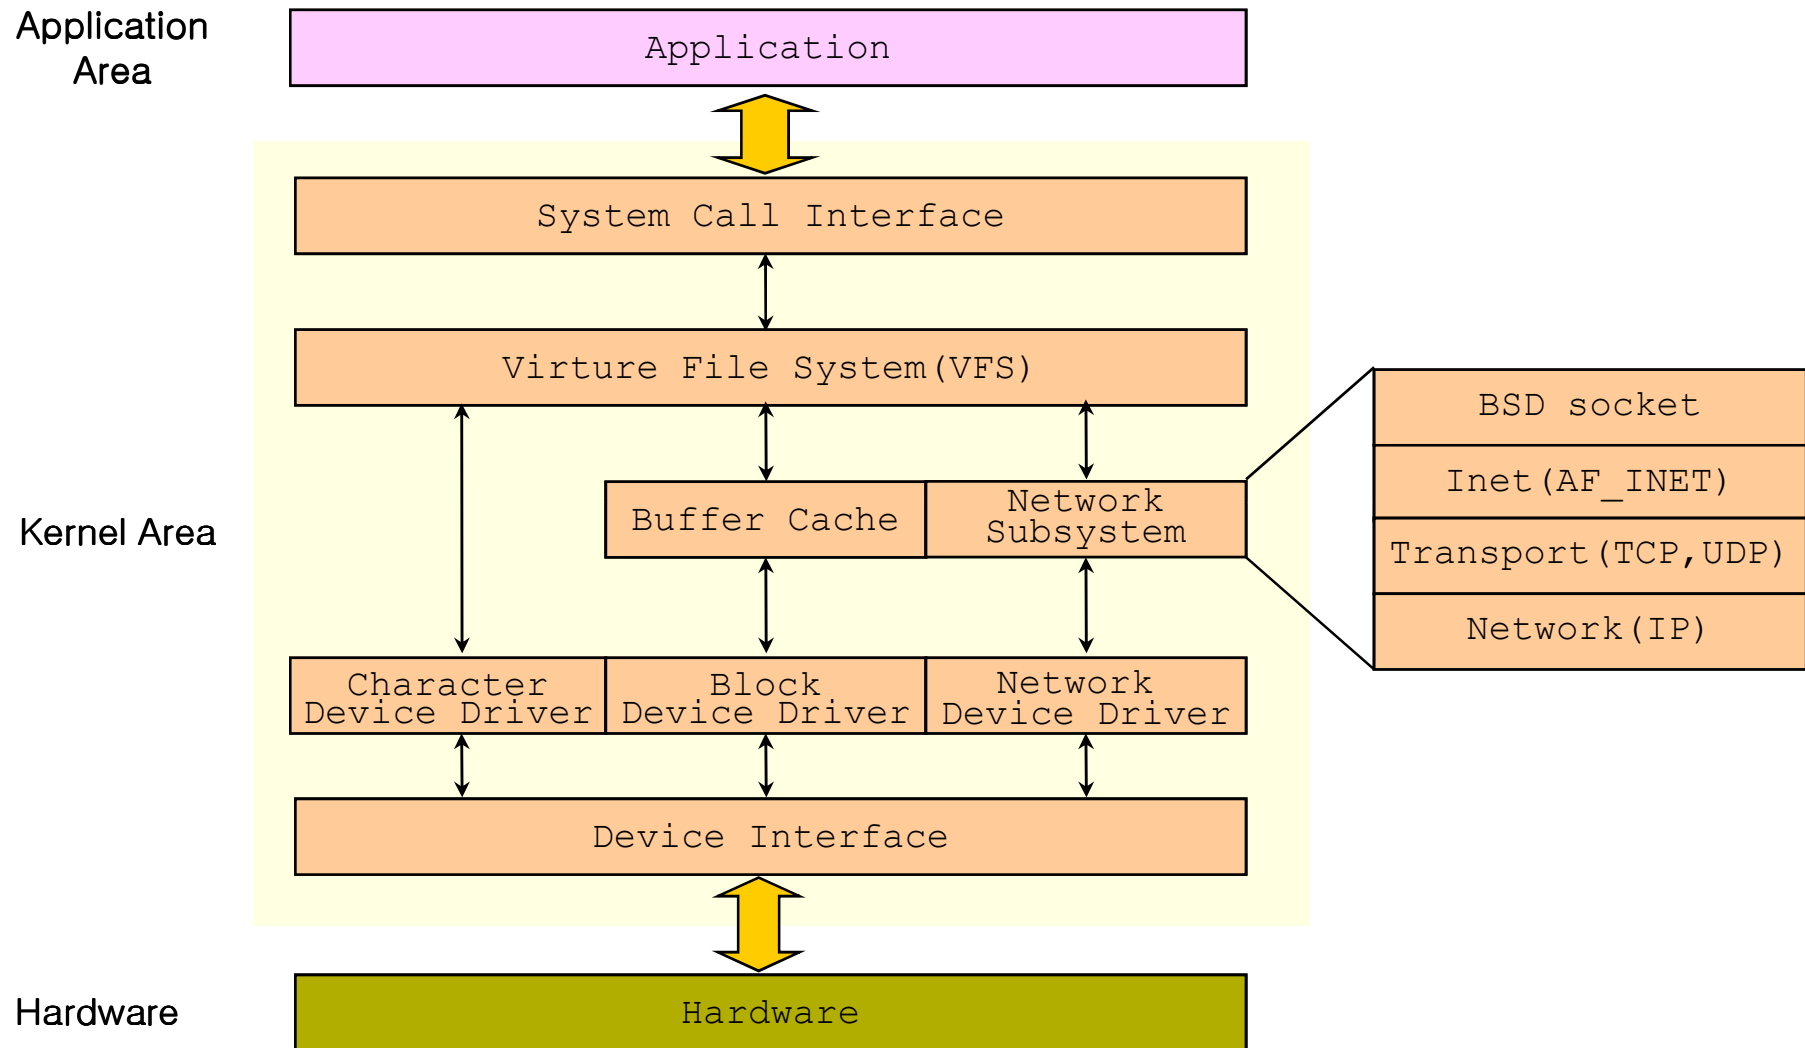 Application
Area
Application
System Call Interface
Virture File System(VFS)
BSD socket
Inet(AF_INET)
Transport(TCP,UDP)
Network(IP)
Kernel Area
Buffer Cache
Network
Subsystem
Character
Device Driver
Block
Device Driver
Network
Device Driver
Device Interface
Hardware
Hardware